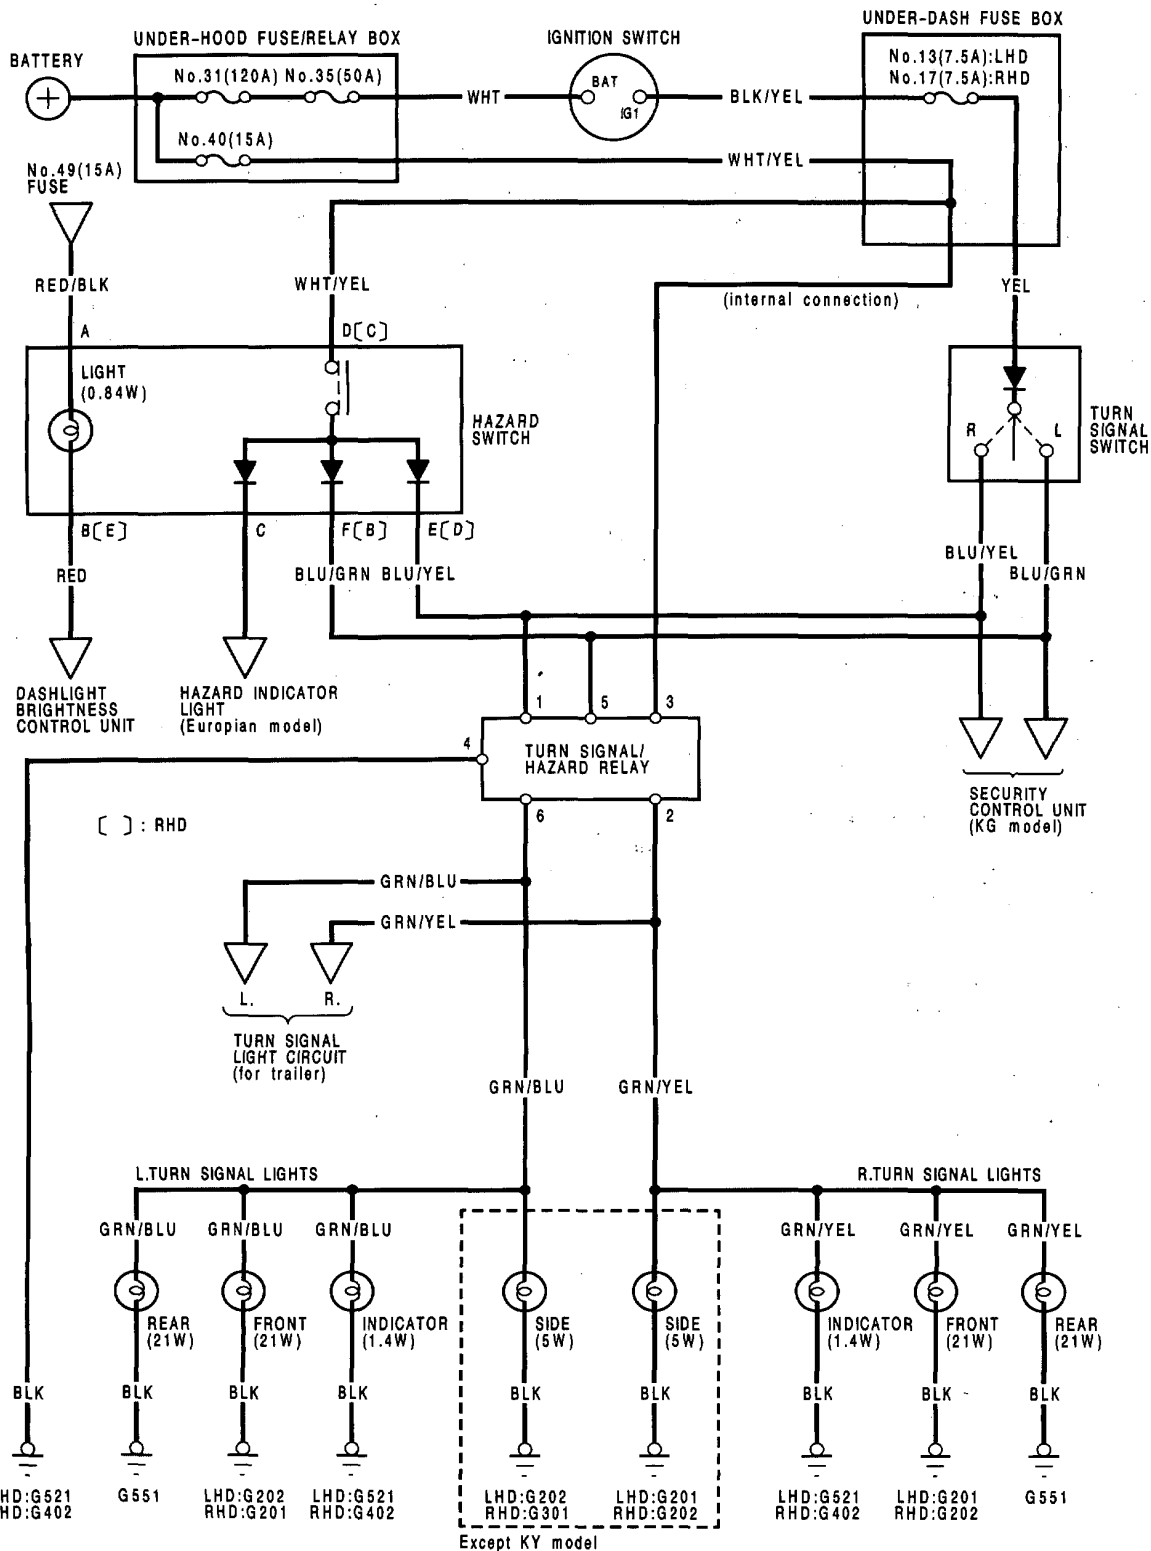 UNDER-DASH FUSE BOX
UNDER-HOOD FUSE/RELAY BOX
IGNITION SWITCH
BATTERY
No.31(120A) No.35(50A)
No.13(7.5A):LHD
No.17(7.5A):RHD
BAT
IG1
WHT
BLK/YEL
No.40(15A)
WHT/YEL
No.49(15A)
FUSE
RED/BLK
WHT/YEL
(internal connection)
YEL
A
D[C]
LIGHT
(0.84W)
HAZARD
SWITCH
R
L
TURN
SIGNAL
SWITCH
B[E]
C
F[B]
E[D]
RED
BLU/GRN
BLU/YEL
BLU/YEL
BLU/GRN
DASHLIGHT
BRIGHTNESS
CONTROL UNIT
HAZARD INDICATOR
LIGHT
(Europian model)
1
5
3
4
TURN SIGNAL/
HAZARD RELAY
6
2
SECURITY
CONTROL UNIT
(KG model)
[ ]: RHD
GRN/BLU
GRN/YEL
L.
R.
TURN SIGNAL
LIGHT CIRCUIT
(for trailer)
GRN/BLU
GRN/YEL
L.TURN SIGNAL LIGHTS
R.TURN SIGNAL LIGHTS
GRN/BLU
GRN/BLU
GRN/BLU
GRN/YEL
GRN/YEL
GRN/YEL
REAR
(21W)
FRONT
(21W)
INDICATOR
(1.4W)
SIDE
(5W)
SIDE
(5W)
INDICATOR
(1.4W)
FRONT
(21W)
REAR
(21W)
BLK
BLK
BLK
BLK
BLK
BLK
BLK
BLK
BLK
HD:G521
HD:G402
G551
LHD:G202
RHD:G201
LHD:G521
RHD:G402
LHD:G202
RHD:G301
LHD:G201
RHD:G202
LHD:G521
RHD:G402
LHD:G201
RHD:G202
G551
Except KY model